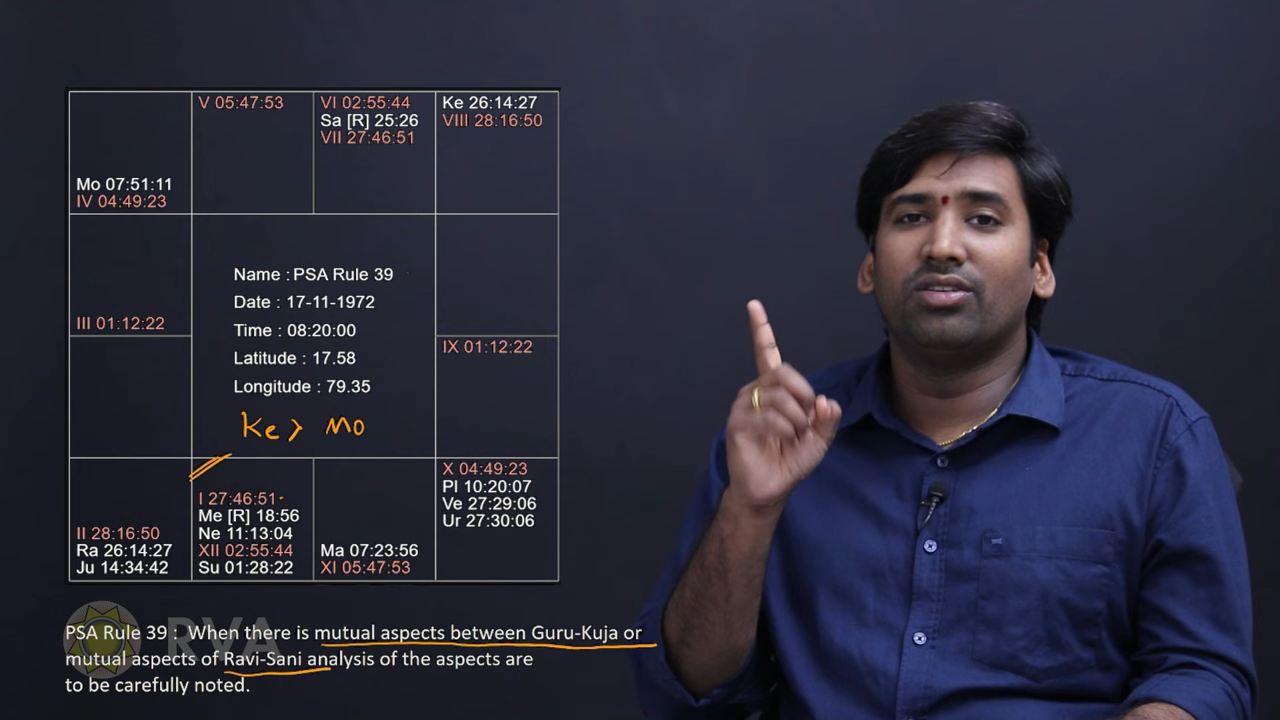 V 05:47:53
VI 02:55:44
Sa [R] 25:26
VII 27:46:51
Ke 26:14:27
VIII 28:16:50
Mo 07:51:11
IV 04:49:23
III 01:12:22
Name : PSA Rule 39
Date : 17-11-1972
Time : 08:20:00
Latitude : 17.58
Longitude : 79.35
Ke > Mo
IX 01:12:22
II 28:16:50
Ra 26:14:27
Ju 14:34:42
I 27:46:51
Me [R] 18:56
Ne 11:13:04
XII 02:55:44
Su 01:28:22
Ma 07:23:56
XI 05:47:53
X 04:49:23
Pl 10:20:07
Ve 27:29:06
Ur 27:30:06
RVA
PSA Rule 39 : When there is mutual aspects between Guru-Kuja or
mutual aspects of Ravi-Sani analysis of the aspects are
to be carefully noted.